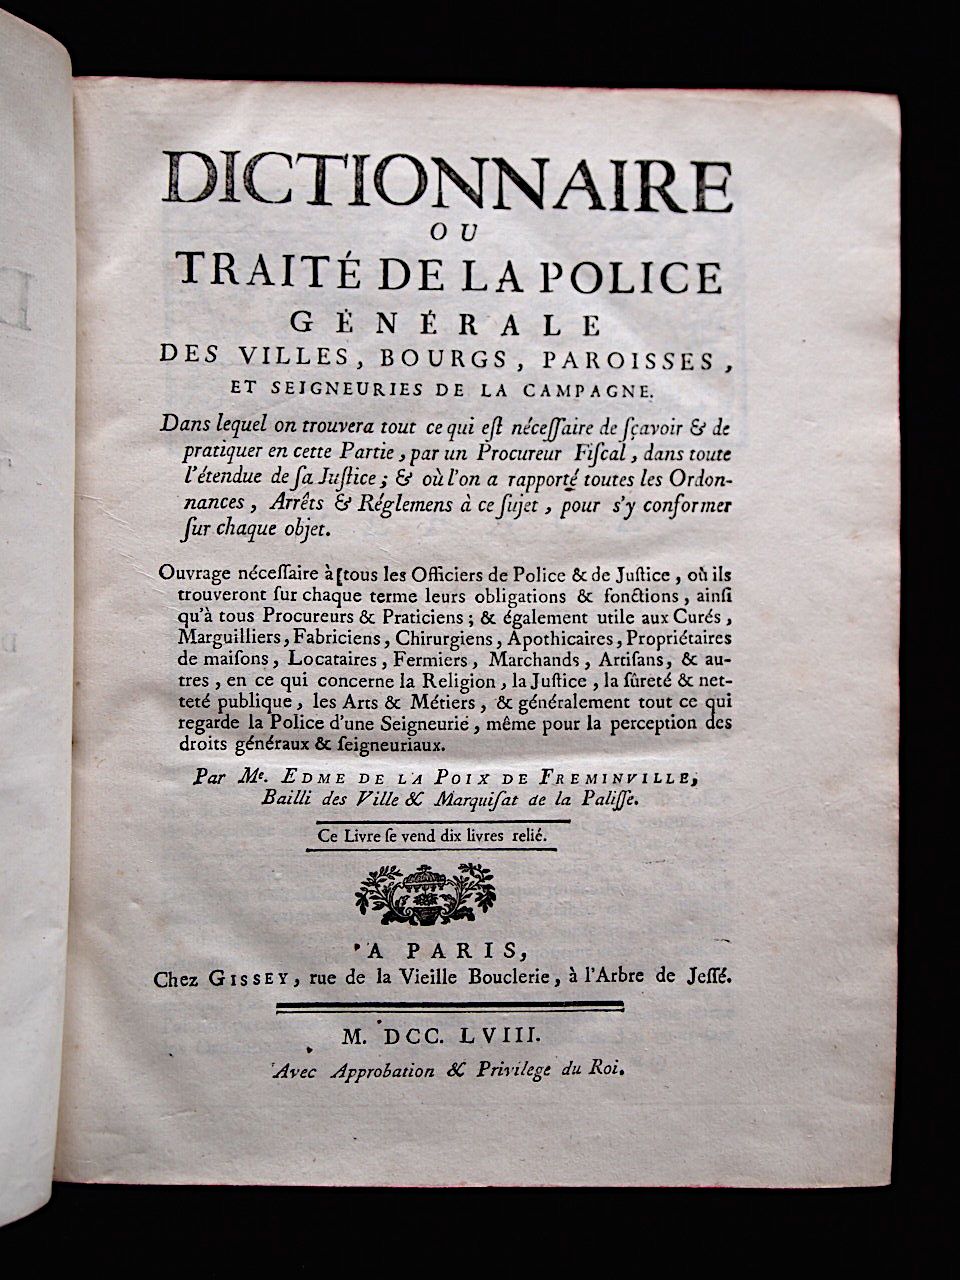 DICTIONNAIRE
OU
TRAITÉ DE LA POLICE
GÉNÉRALE
DES VILLES, BOURGS, PAROISSES,
ET SEIGNEURIES DE LA CAMPAGNE.
Dans lequel on trouvera tout ce qui eſt néceſſaire de ſçavoir & de
pratiquer en cette Partie, par un Procureur Fiſcal, dans toute
l'étendue de ſa Juſtice; & où l'on a rapporté toutes les Ordon-
nances, Arrêts & Réglemens à ce ſujet, pour s'y conformer
ſur chaque objet.
Ouvrage néceſſaire à [tous les Officiers de Police & de Juſtice, où ils
trouveront ſur chaque terme leurs obligations & fonctions, ainſi
qu'à tous Procureurs & Praticiens; & également utile aux Curés,
Marguilliers, Fabriciens, Chirurgiens, Apothicaires, Propriétaires
de maiſons, Locataires, Fermiers, Marchands, Artiſans, & au-
tres, en ce qui concerne la Religion, la Juſtice, la ſûreté & net-
teté publique, les Arts & Métiers, & généralement tout ce qui
regarde la Police d'une Seigneurie, même pour la perception des
droits généraux & ſeigneuriaux.
Par Me. EDME DE LA POIX DE FREMINVILLE,
Bailli des Ville & Marquiſat de la Paliſſe.
Ce Livre ſe vend dix livres relié.
A PARIS,
Chez GISSEY, rue de la Vieille Bouclerie, à l'Arbre de Jeſſé.
M. DCC. LVIII.
Avec Approbation & Privilege du Roi.